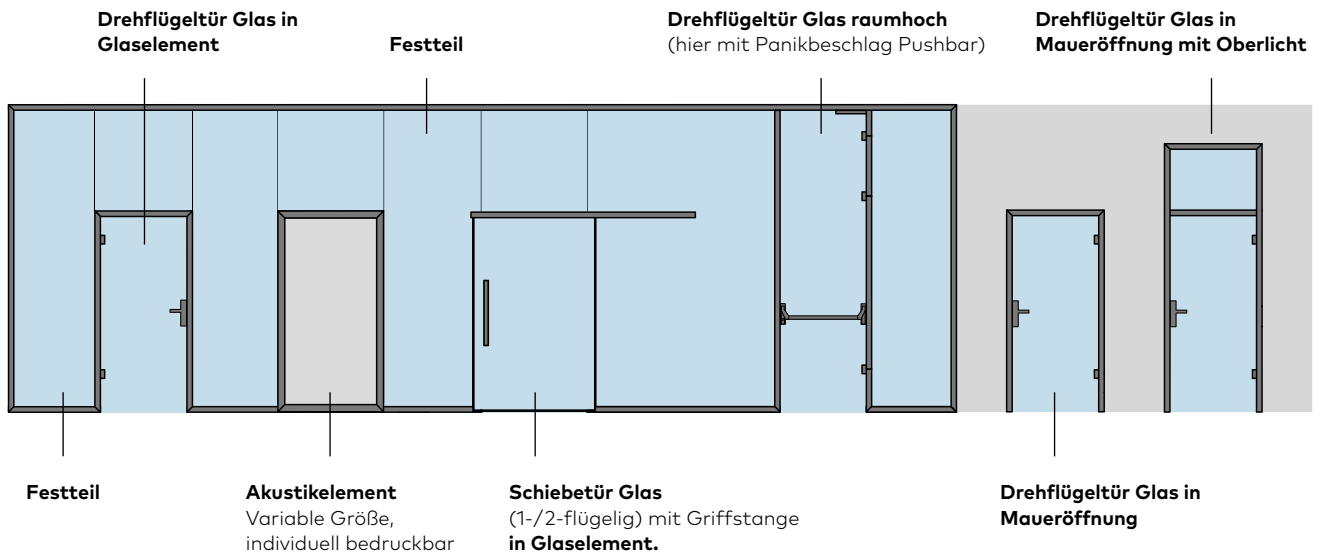 Drehflügeltür Glas in
Glaselement
Festteil
Drehflügeltür Glas raumhoch
(hier mit Panikbeschlag Pushbar)
Drehflügeltür Glas in
Maueröffnung mit Oberlicht
Festteil
Akustikelement
Variable Größe,
individuell bedruckbar
Schiebetür Glas
(1-/2-flügelig) mit Griffstange
in Glaselement.
Drehflügeltür Glas in
Maueröffnung